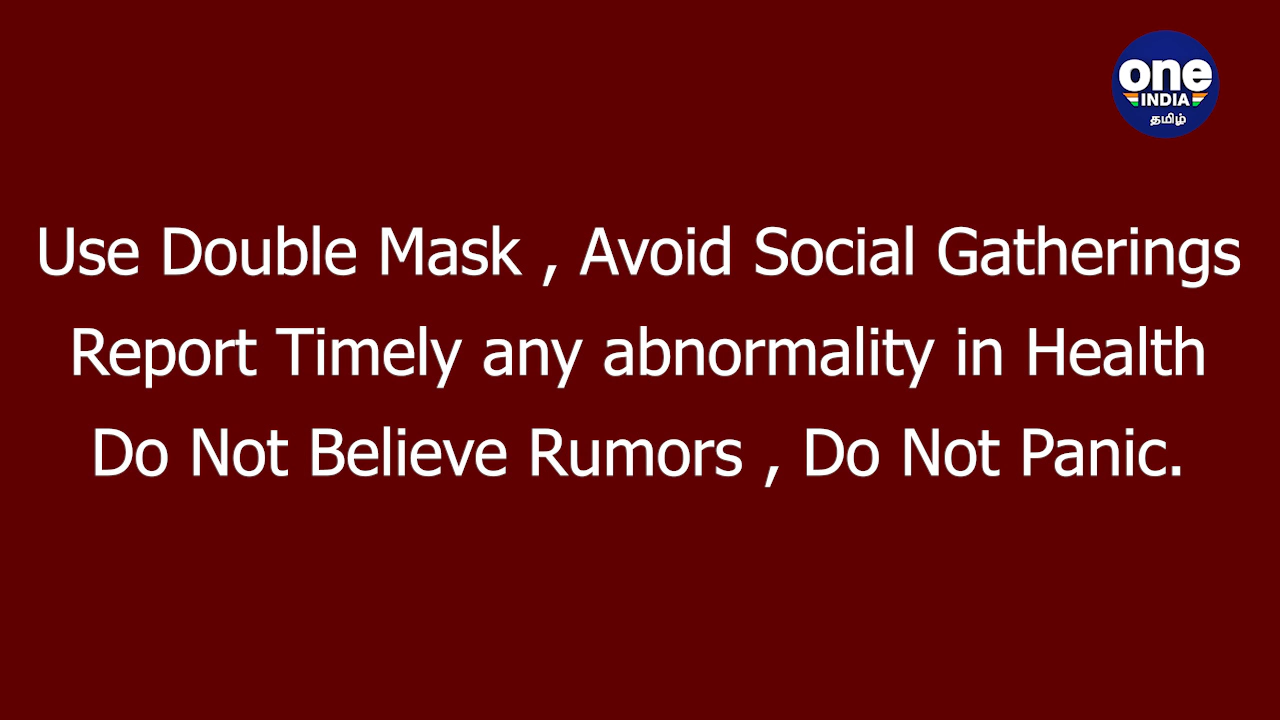 one
INDIA
தமிழ்
Use Double Mask , Avoid Social Gatherings
Report Timely any abnormality in Health
Do Not Believe Rumors , Do Not Panic.